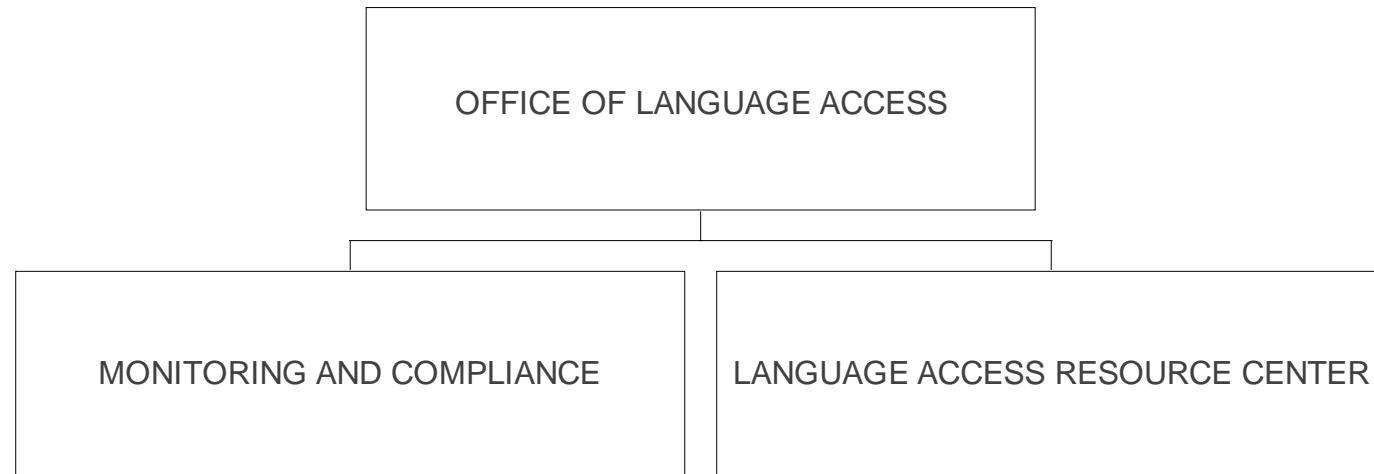 OFFICE OF LANGUAGE ACCESS
MONITORING AND COMPLIANCE
LANGUAGE ACCESS RESOURCE CENTER